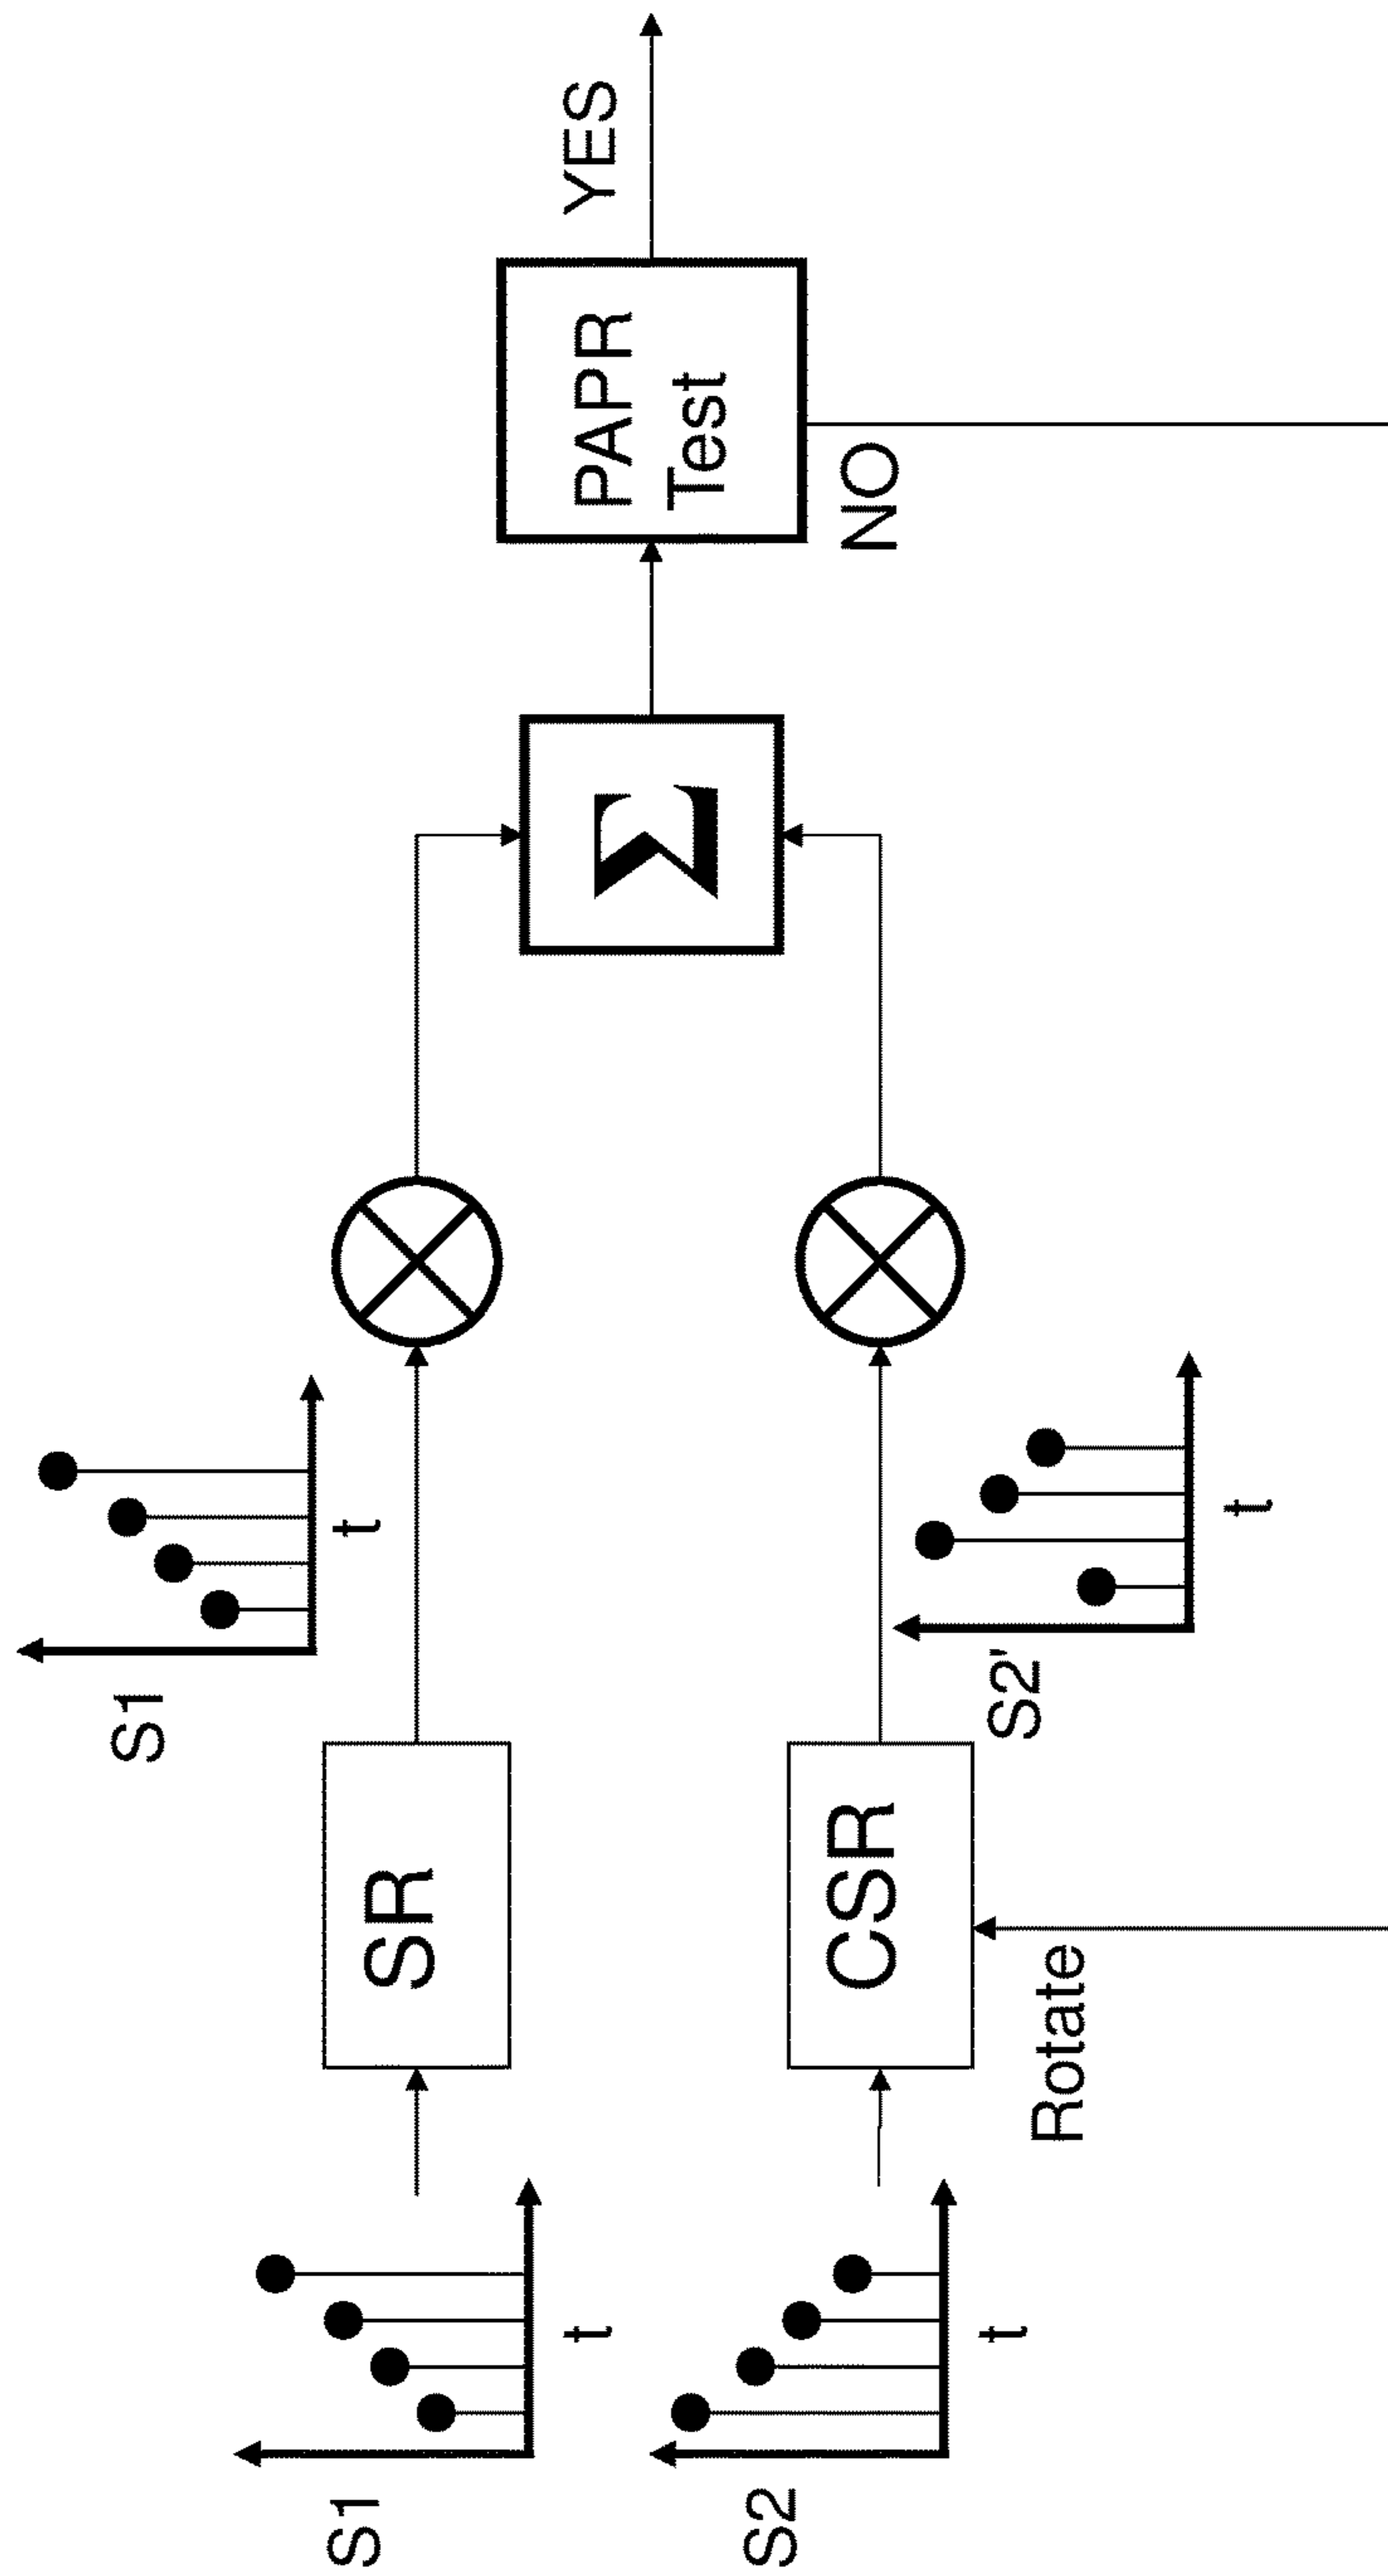 S1
t
SR
S1
t
S2
t
CSR
Rotate
S2'
t
Σ
PAPR
Test
YES
NO